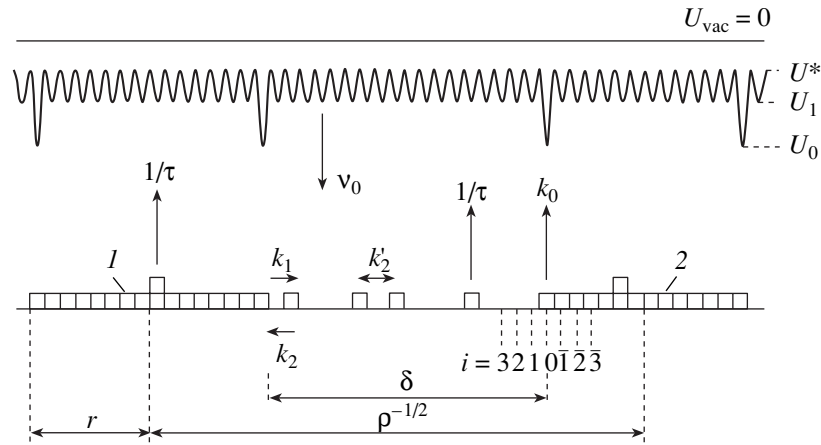 U_vac = 0
U*
U_1
U_0
1/τ
ν_0
1/τ
k_0
1
k_1
k'_2
2
k_2
i = 3 2 1 0 1̄ 2̄ 3̄
δ
r
ρ^{-1/2}